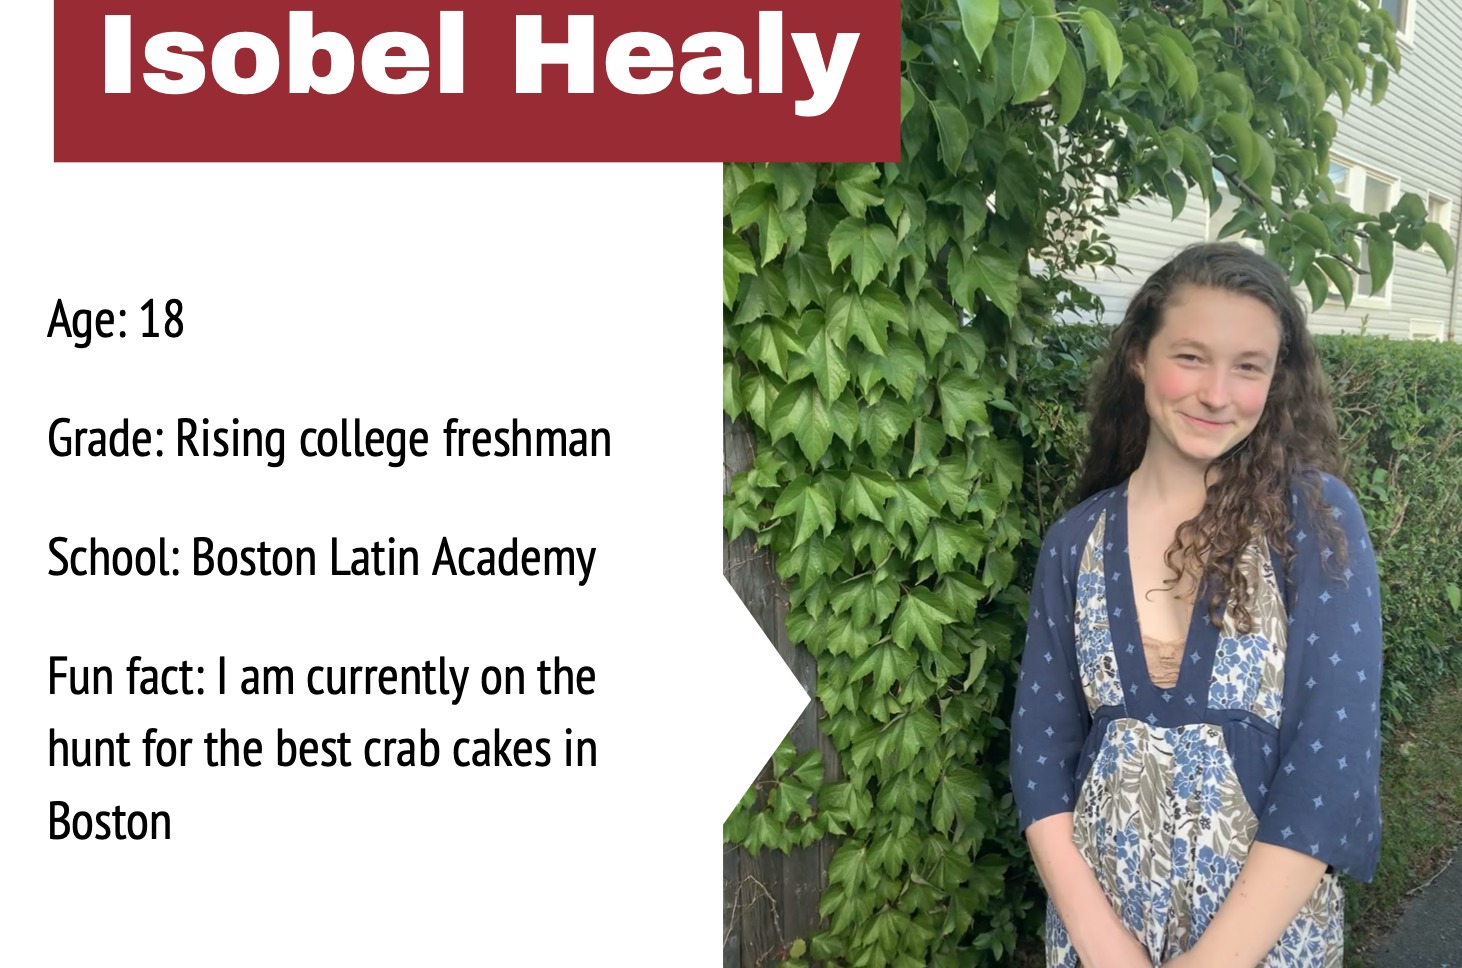 Isobel Healy
Age: 18
Grade: Rising college freshman
School: Boston Latin Academy
Fun fact: I am currently on the
hunt for the best crab cakes in
Boston